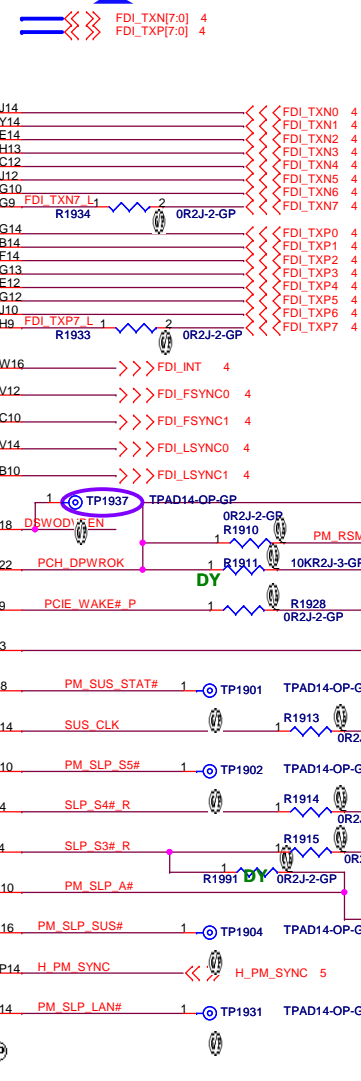 FDI_TXN[7:0] 4
FDI_TXP[7:0] 4
J14 FDI_TXN0 4
Y14 FDI_TXN1 4
E14 FDI_TXN2 4
H13 FDI_TXN3 4
C12 FDI_TXN4 4
J12 FDI_TXN5 4
G10 FDI_TXN6 4
G9 FDI_TXN7_L 1 2 FDI_TXN7 4
R1934 0R2J-2-GP
G14 FDI_TXP0 4
B14 FDI_TXP1 4
F14 FDI_TXP2 4
G13 FDI_TXP3 4
E12 FDI_TXP4 4
G12 FDI_TXP5 4
J10 FDI_TXP6 4
H9 FDI_TXP7_L 1 2 FDI_TXP7 4
R1933 0R2J-2-GP
W16 FDI_INT 4
V12 FDI_FSYNC0 4
C10 FDI_FSYNC1 4
V14 FDI_LSYNC0 4
B10 FDI_LSYNC1 4
1 TP1937 TPAD14-OP-GP
18
0R2J-2-GP
R1910
1 PM_RSM
22 PCH_DPWROK 1 R1911 10KR2J-3-GP
DY
9 PCIE_WAKE#_P 1 R1928
0R2J-2-GP
3
8 PM_SUS_STAT# 1 TP1901 TPAD14-OP-G
14 SUS_CLK 1 R1913
0R2J
10 PM_SLP_S5# 1 TP1902 TPAD14-OP-G
4 SLP_S4#_R 1 R1914
0R2J
4 SLP_S3#_R 1 R1915
0R2
1
R1991 DY 0R2J-2-GP
10 PM_SLP_A#
16 PM_SLP_SUS# 1 TP1904 TPAD14-OP-G
P14 H_PM_SYNC H_PM_SYNC 5
14 PM_SLP_LAN# 1 TP1931 TPAD14-OP-G